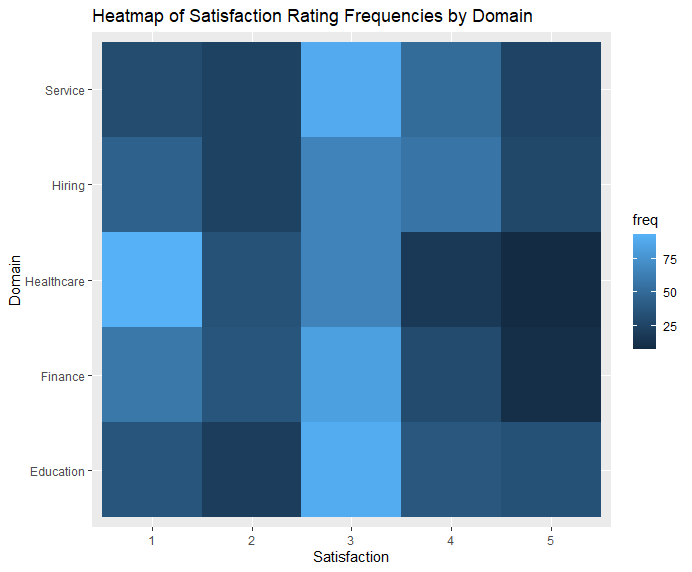 Heatmap of Satisfaction Rating Frequencies by Domain
Domain
Service
Hiring
Healthcare
Finance
Education
1 2 3 4 5
Satisfaction
freq
75
50
25